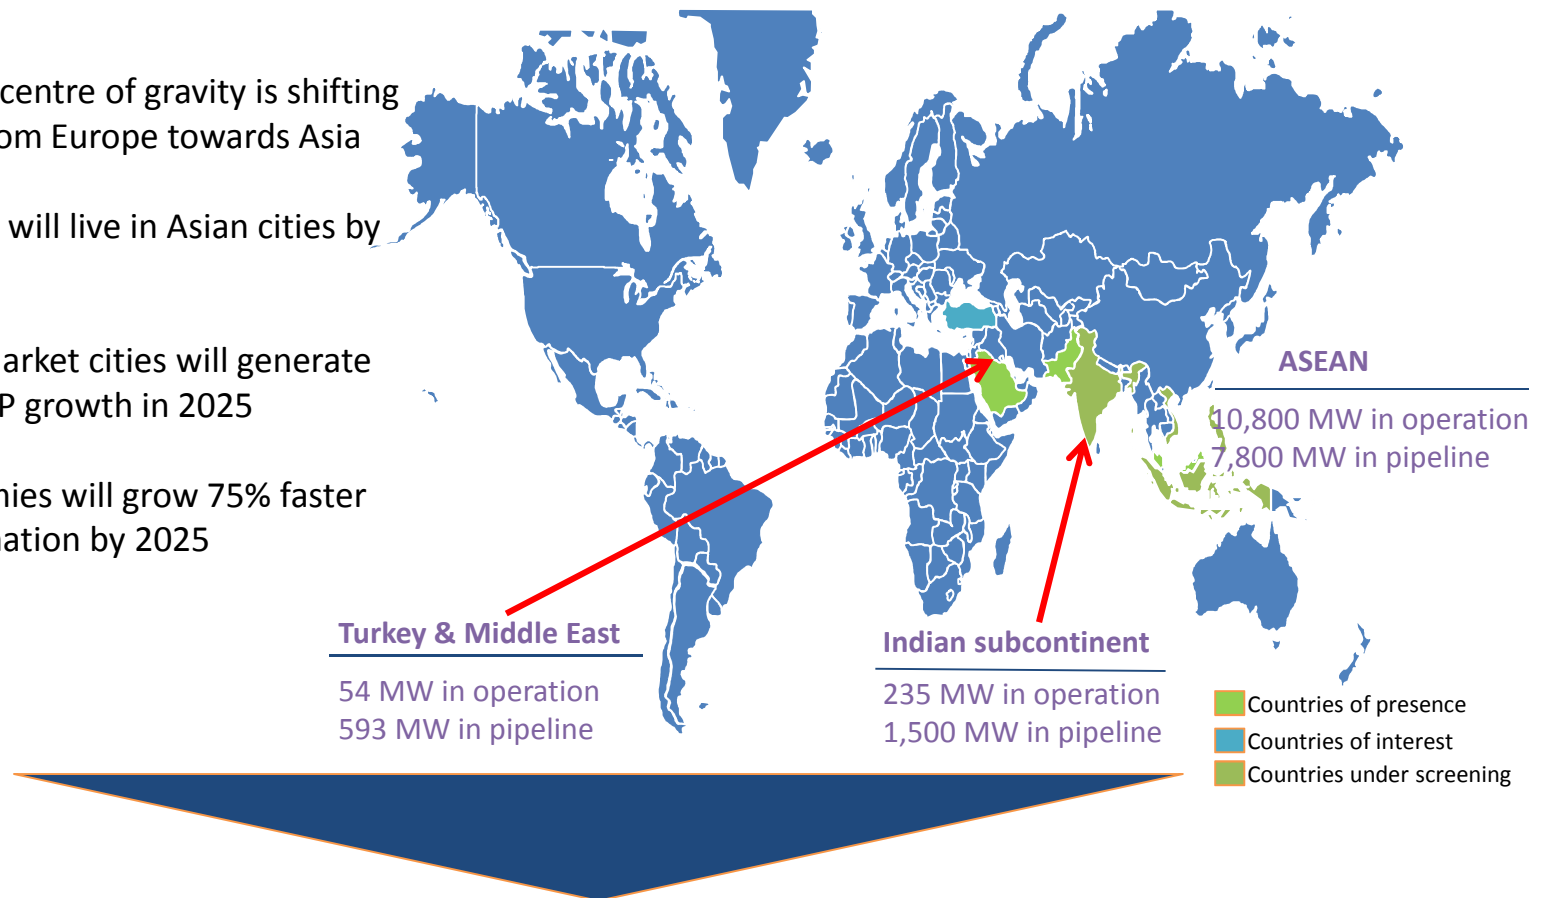 centre of gravity is shifting
om Europe towards Asia
will live in Asian cities by
arket cities will generate
P growth in 2025
nies will grow 75% faster
nation by 2025
ASEAN
10,800 MW in operation
7,800 MW in pipeline
Turkey & Middle East
54 MW in operation
593 MW in pipeline
Indian subcontinent
235 MW in operation
1,500 MW in pipeline
Countries of presence
Countries of interest
Countries under screening